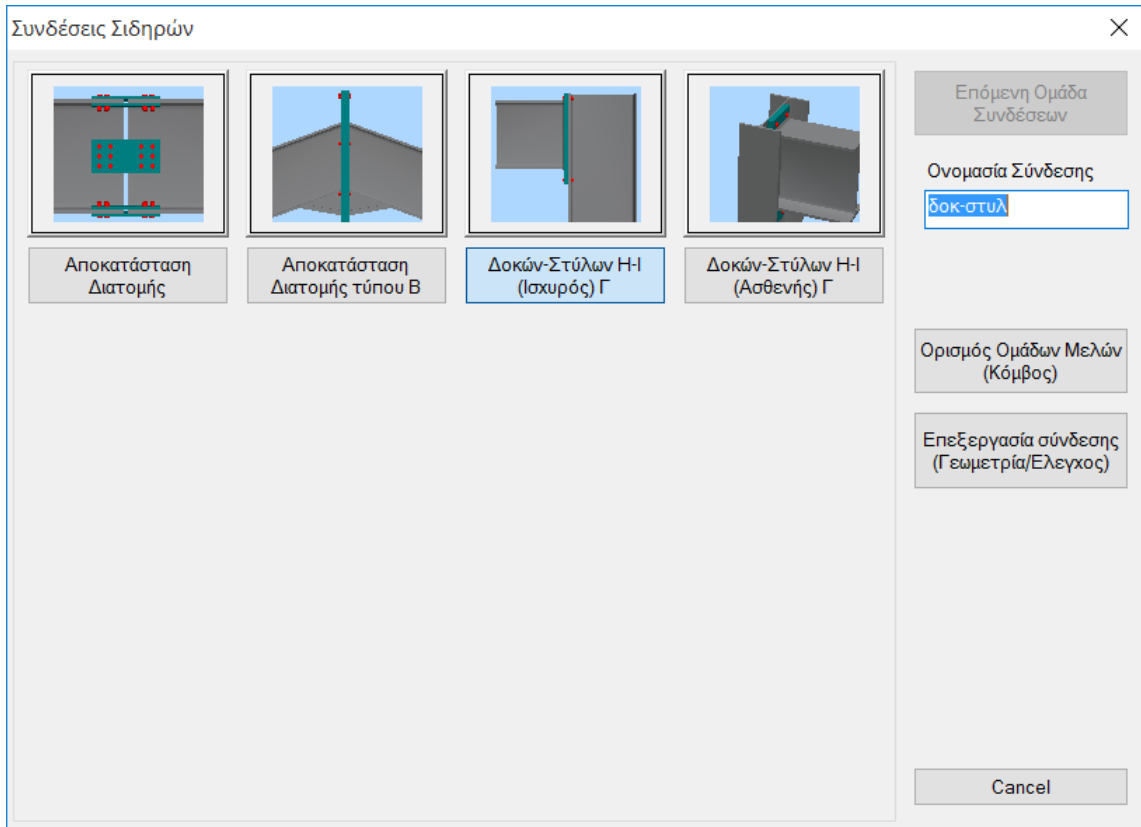 Συνδέσεις Σιδηρών
Αποκατάσταση
Διατομής
Αποκατάσταση
Διατομής τύπου Β
Δοκών-Στύλων Η-Ι
(Ισχυρός) Γ
Δοκών-Στύλων Η-Ι
(Ασθενής) Γ
Επόμενη Ομάδα
Συνδέσεων
Ονομασία Σύνδεσης
δοκ-στυλ
Ορισμός Ομάδων Μελών
(Κόμβος)
Επεξεργασία σύνδεσης
(Γεωμετρία/Ελεγχος)
Cancel